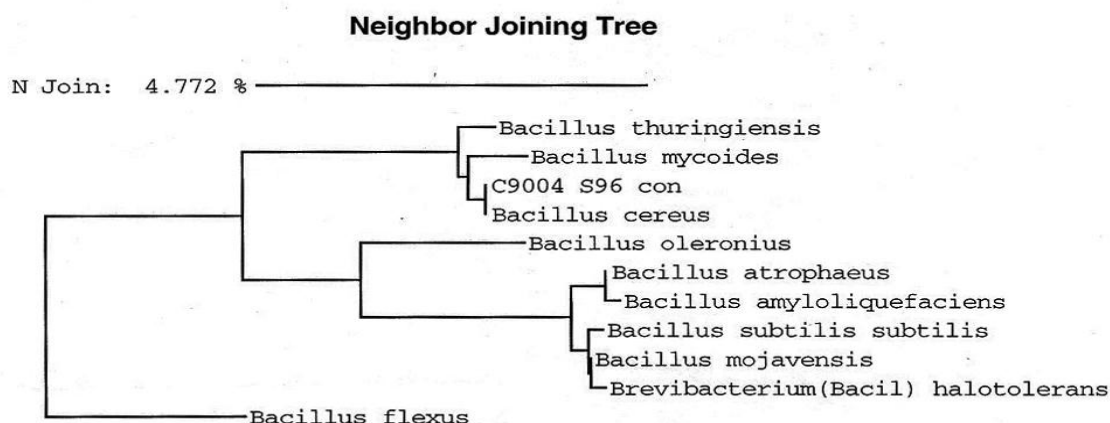 Neighbor Joining Tree
N Join: 4.772 %
Bacillus thuringiensis
Bacillus mycoides
C9004 S96 con
Bacillus cereus
Bacillus oleronius
Bacillus atrophaeus
Bacillus amyloliquefaciens
Bacillus subtilis subtilis
Bacillus mojavensis
Brevibacterium(Bacil) halotolerans
Bacillus flexus